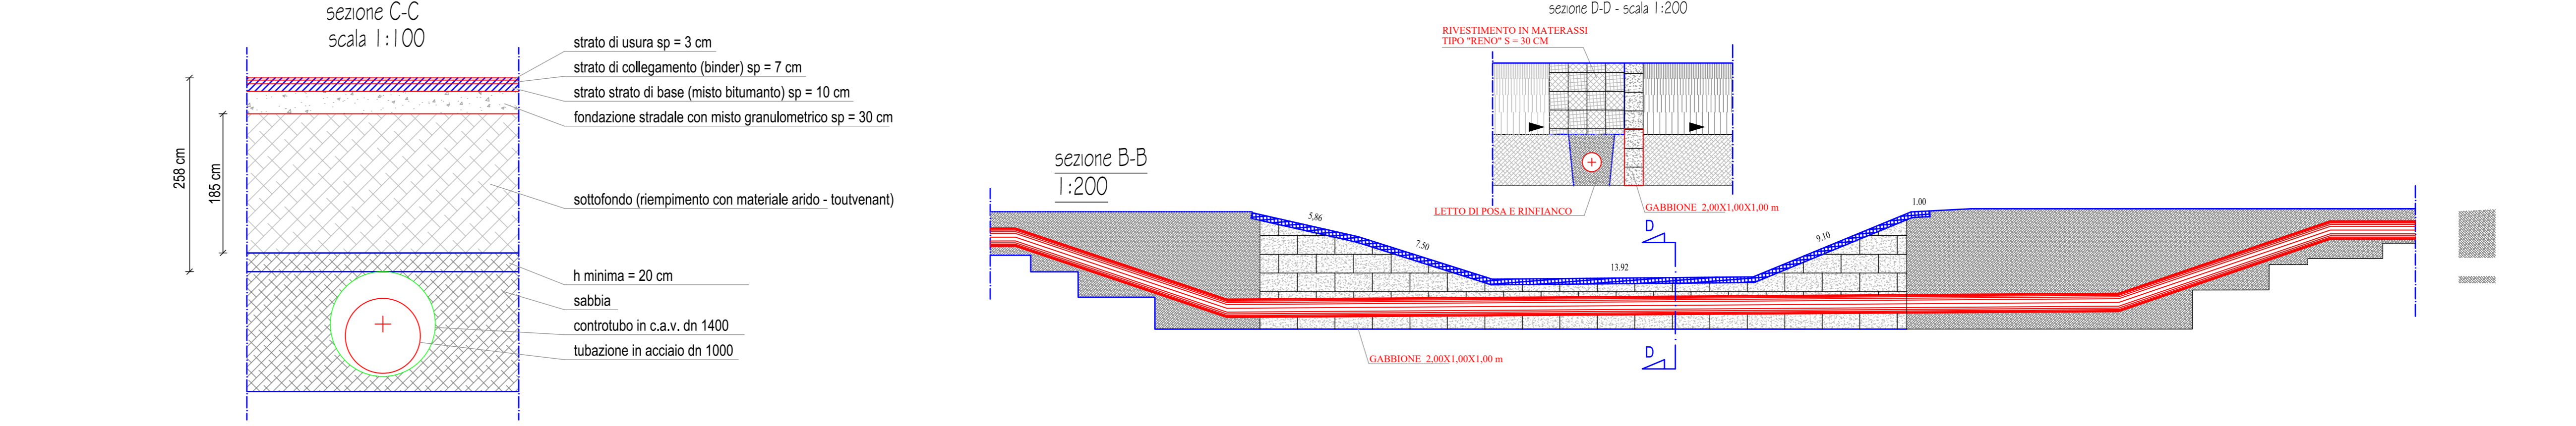 sezione C-C
scala 1:100
strato di usura sp = 3 cm
strato di collegamento (binder) sp = 7 cm
strato strato di base (misto bitumanto) sp = 10 cm
fondazione stradale con misto granulometrico sp = 30 cm
258 cm
185 cm
sottofondo (riempimento con materiale arido - toutvenant)
h minima = 20 cm
sabbia
controtubo in c.a.v. dn 1400
tubazione in acciaio dn 1000
sezione D-D - scala 1:200
RIVESTIMENTO IN MATERASSI
TIPO "RENO" S = 30 CM
LETTO DI POSA E RINFIANCO
GABBIONE 2,00X1,00X1,00 m
sezione B-B
1:200
5,86
7.50
13.92
9.10
1.00
D
D
GABBIONE 2,00X1,00X1,00 m